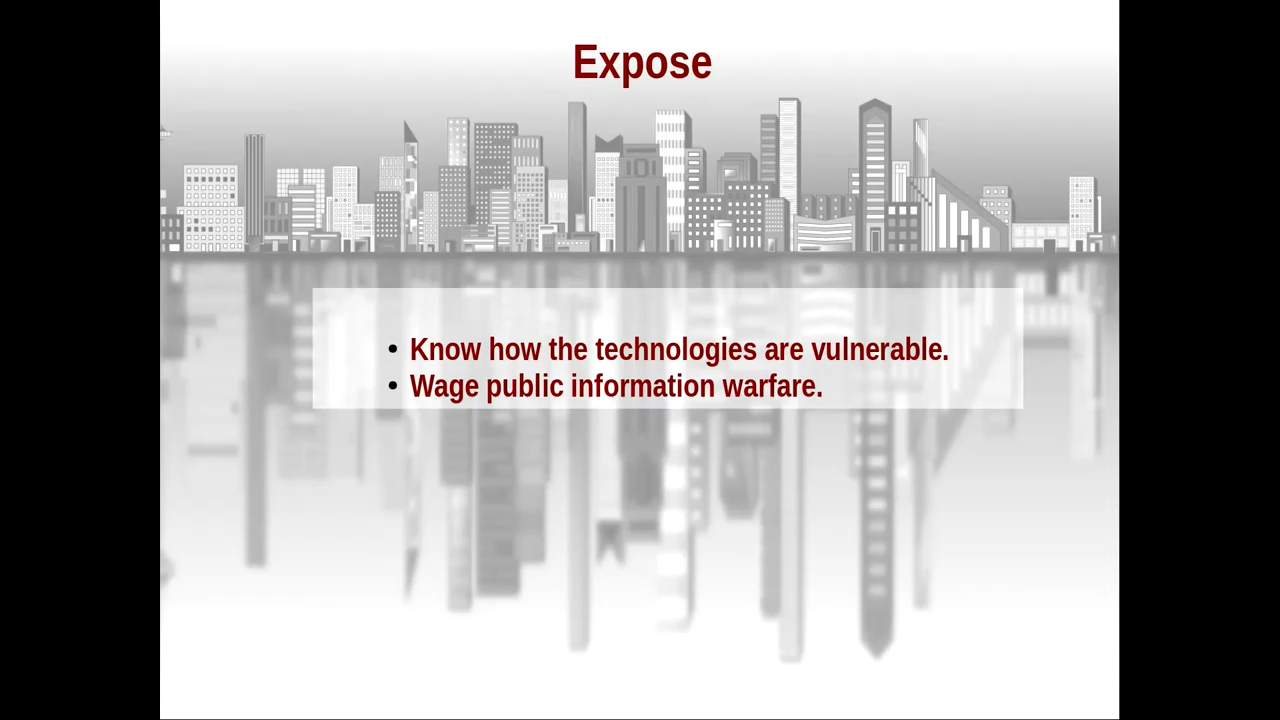 Expose
• Know how the technologies are vulnerable.
• Wage public information warfare.